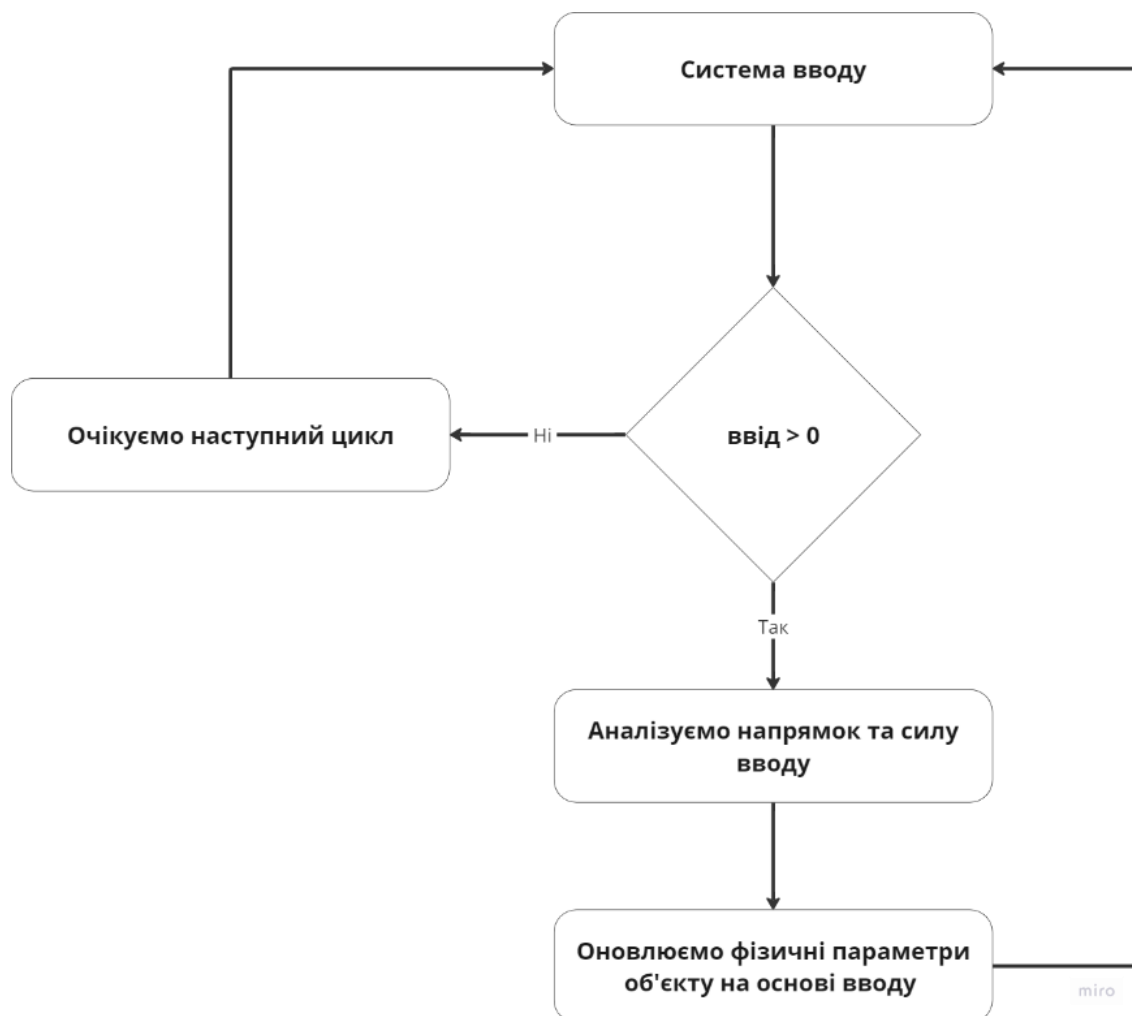 Система вводу
ввід > 0
Ні
Очікуємо наступний цикл
Так
Аналізуємо напрямок та силу
вводу
Оновлюємо фізичні параметри
об'єкту на основі вводу
miro